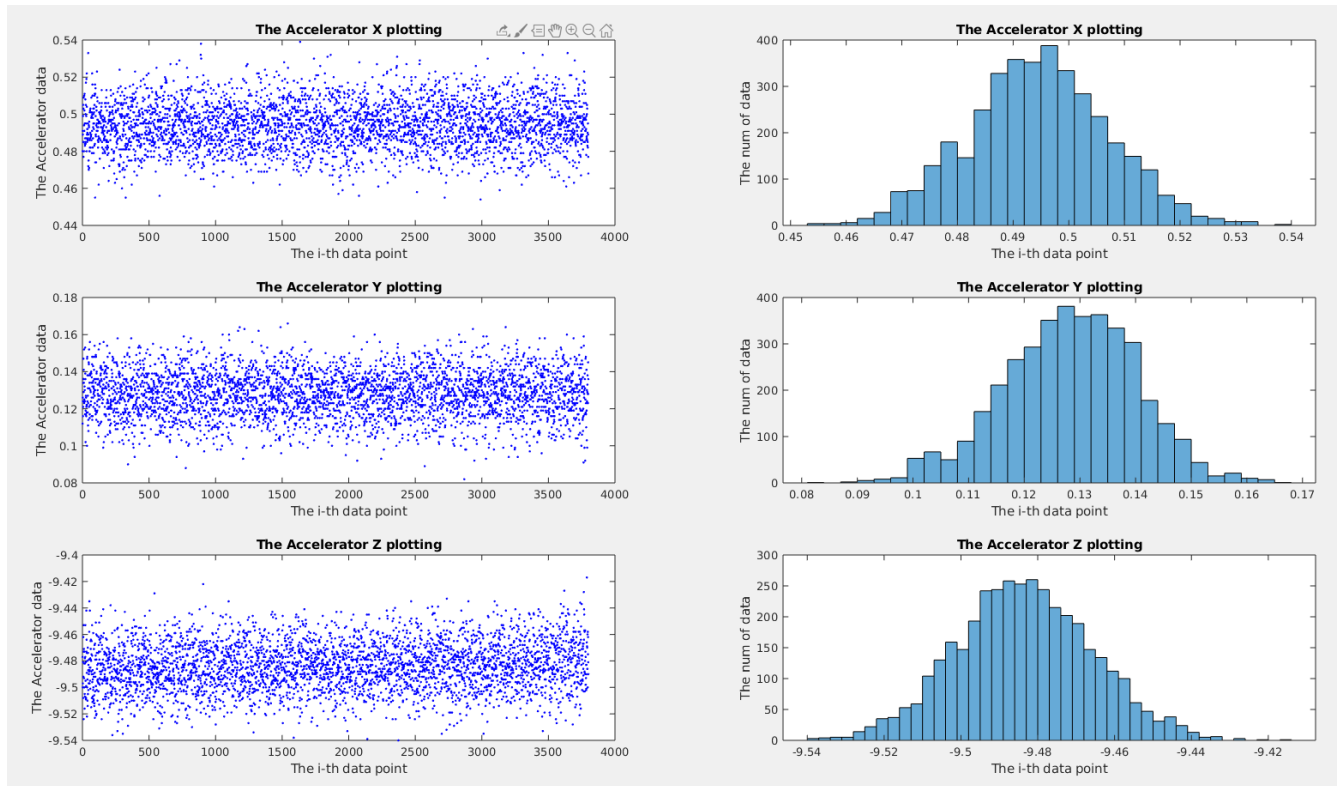 The Accelerator X plotting
The Accelerator data
0.54
0.52
0.5
0.48
0.46
0.44
0 500 1000 1500 2000 2500 3000 3500 4000
The i-th data point
The Accelerator X plotting
The num of data
400
300
200
100
0
0.45 0.46 0.47 0.48 0.49 0.5 0.51 0.52 0.53 0.54
The i-th data point
The Accelerator Y plotting
The Accelerator data
0.18
0.16
0.14
0.12
0.1
0.08
0 500 1000 1500 2000 2500 3000 3500 4000
The i-th data point
The Accelerator Y plotting
The num of data
400
300
200
100
0
0.08 0.09 0.1 0.11 0.12 0.13 0.14 0.15 0.16 0.17
The i-th data point
The Accelerator Z plotting
The Accelerator data
-9.4
-9.42
-9.44
-9.46
-9.48
-9.5
-9.52
-9.54
0 500 1000 1500 2000 2500 3000 3500 4000
The i-th data point
The Accelerator Z plotting
The num of data
300
250
200
150
100
50
0
-9.54 -9.52 -9.5 -9.48 -9.46 -9.44 -9.42
The i-th data point